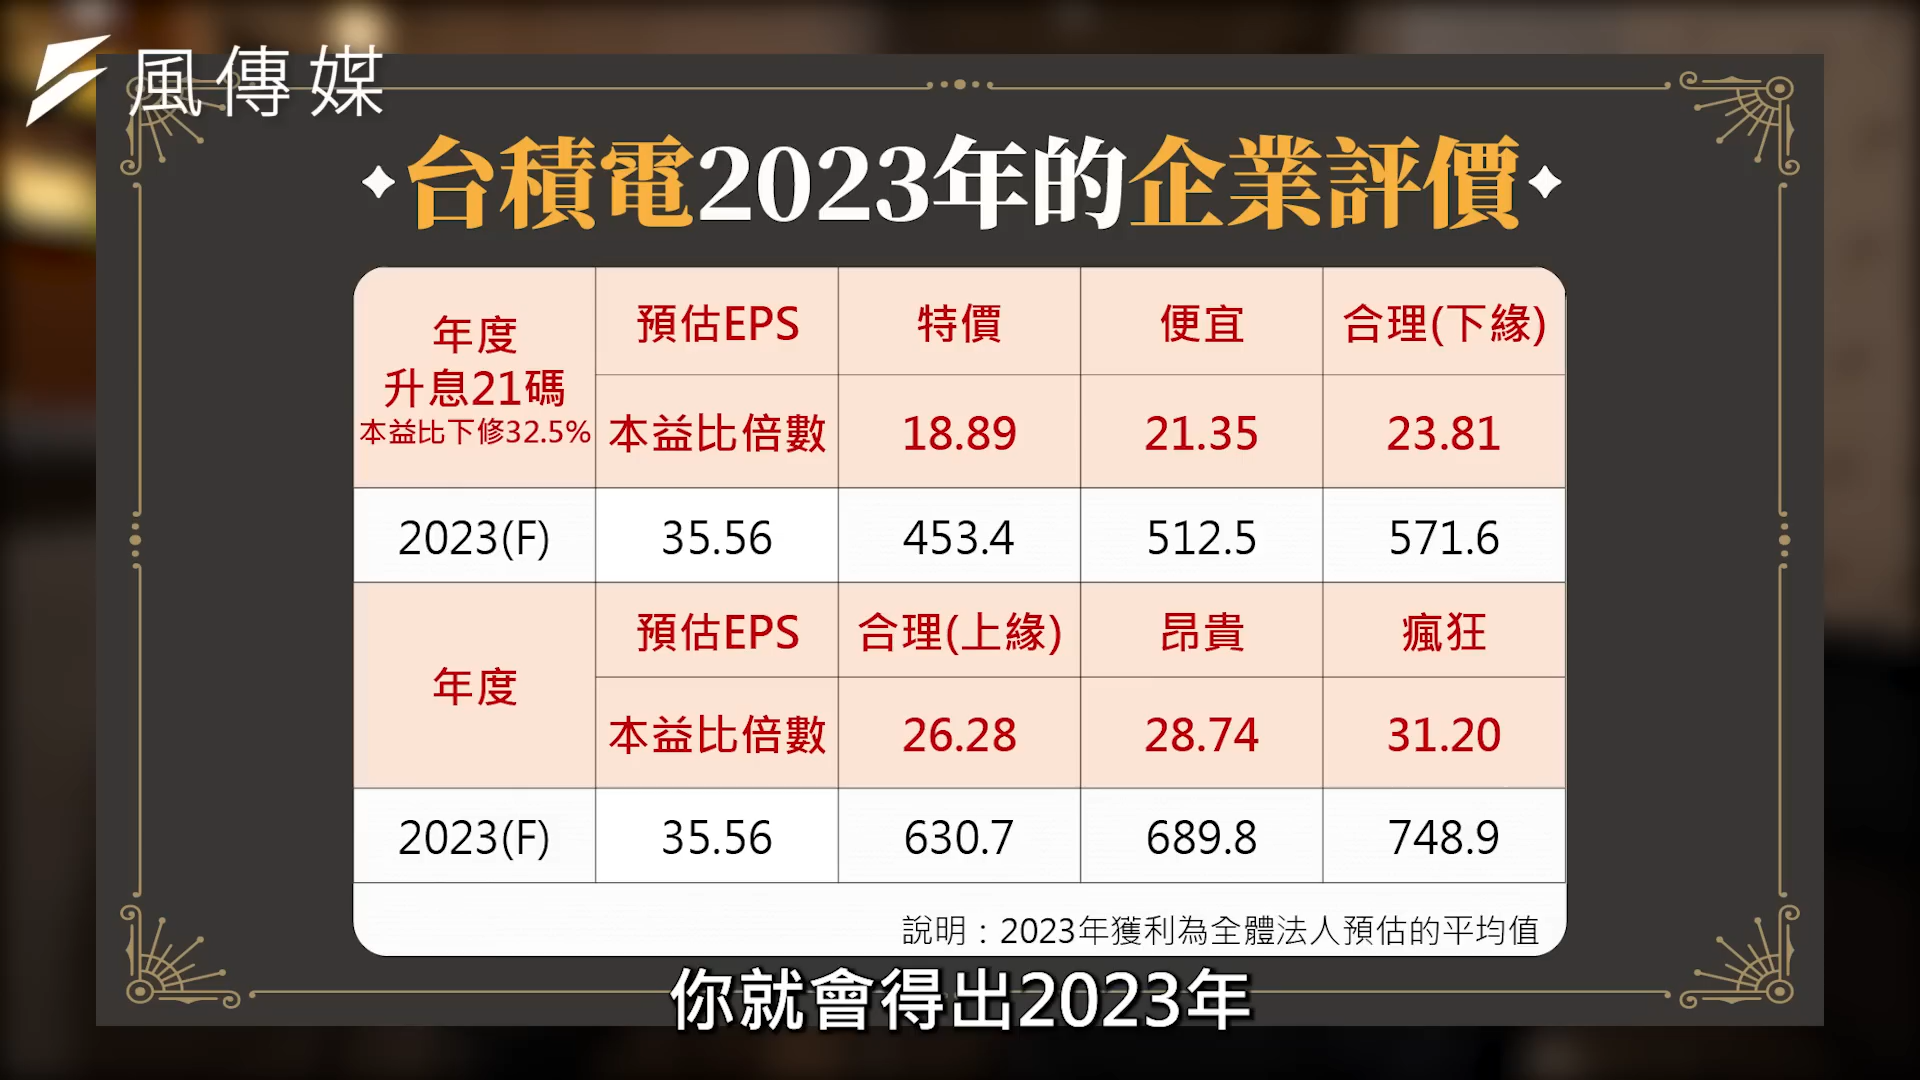 風傳媒
台積電2023年的企業評價
年度
升息21碼
本益比下修32.5%
預估EPS 特價 便宜 合理(下緣)
本益比倍數 18.89 21.35 23.81
2023(F) 35.56 453.4 512.5 571.6
年度
預估EPS 合理(上緣) 昂貴 瘋狂
本益比倍數 26.28 28.74 31.20
2023(F) 35.56 630.7 689.8 748.9
說明：2023年獲利為全體法人預估的平均值
你就會得出2023年